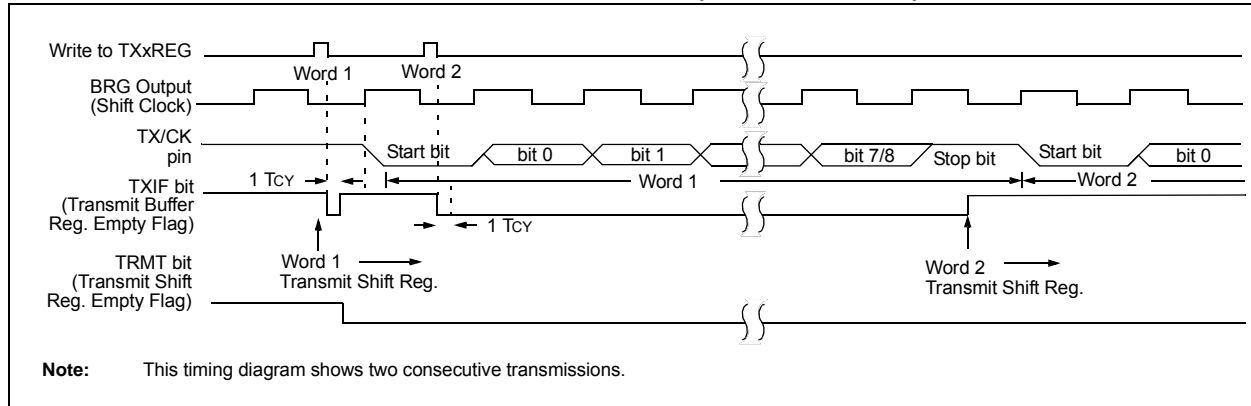 Write to TXxREG
Word 1
Word 2
BRG Output
(Shift Clock)
TX/CK
pin
Start bit
bit 0
bit 1
bit 7/8
Stop bit
Start bit
bit 0
1 TCY
Word 1
Word 2
TXIF bit
(Transmit Buffer
Reg. Empty Flag)
1 TCY
Word 1
Transmit Shift Reg.
Word 2
Transmit Shift Reg.
TRMT bit
(Transmit Shift
Reg. Empty Flag)
Note: This timing diagram shows two consecutive transmissions.